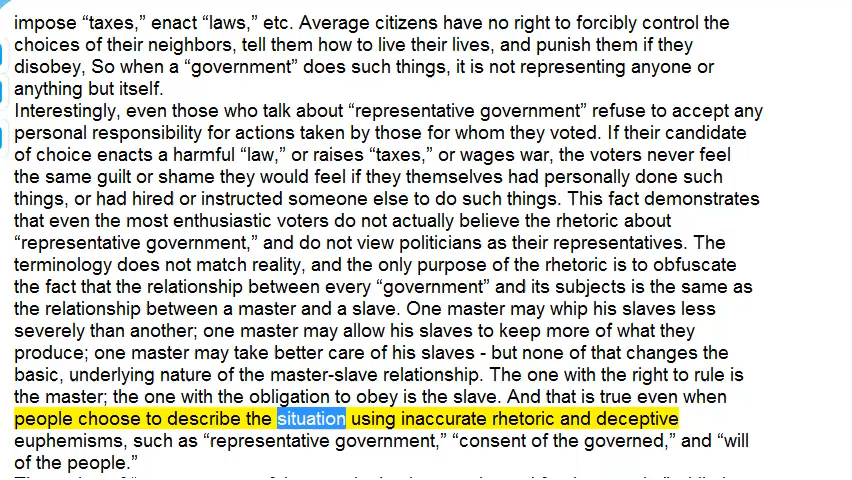 impose “taxes,” enact “laws,” etc. Average citizens have no right to forcibly control the
choices of their neighbors, tell them how to live their lives, and punish them if they
disobey, So when a “government” does such things, it is not representing anyone or
anything but itself.
Interestingly, even those who talk about “representative government” refuse to accept any
personal responsibility for actions taken by those for whom they voted. If their candidate
of choice enacts a harmful “law,” or raises “taxes,” or wages war, the voters never feel
the same guilt or shame they would feel if they themselves had personally done such
things, or had hired or instructed someone else to do such things. This fact demonstrates
that even the most enthusiastic voters do not actually believe the rhetoric about
“representative government,” and do not view politicians as their representatives. The
terminology does not match reality, and the only purpose of the rhetoric is to obfuscate
the fact that the relationship between every “government” and its subjects is the same as
the relationship between a master and a slave. One master may whip his slaves less
severely than another; one master may allow his slaves to keep more of what they
produce; one master may take better care of his slaves - but none of that changes the
basic, underlying nature of the master-slave relationship. The one with the right to rule is
the master; the one with the obligation to obey is the slave. And that is true even when
people choose to describe the situation using inaccurate rhetoric and deceptive
euphemisms, such as “representative government,” “consent of the governed,” and “will
of the people.”